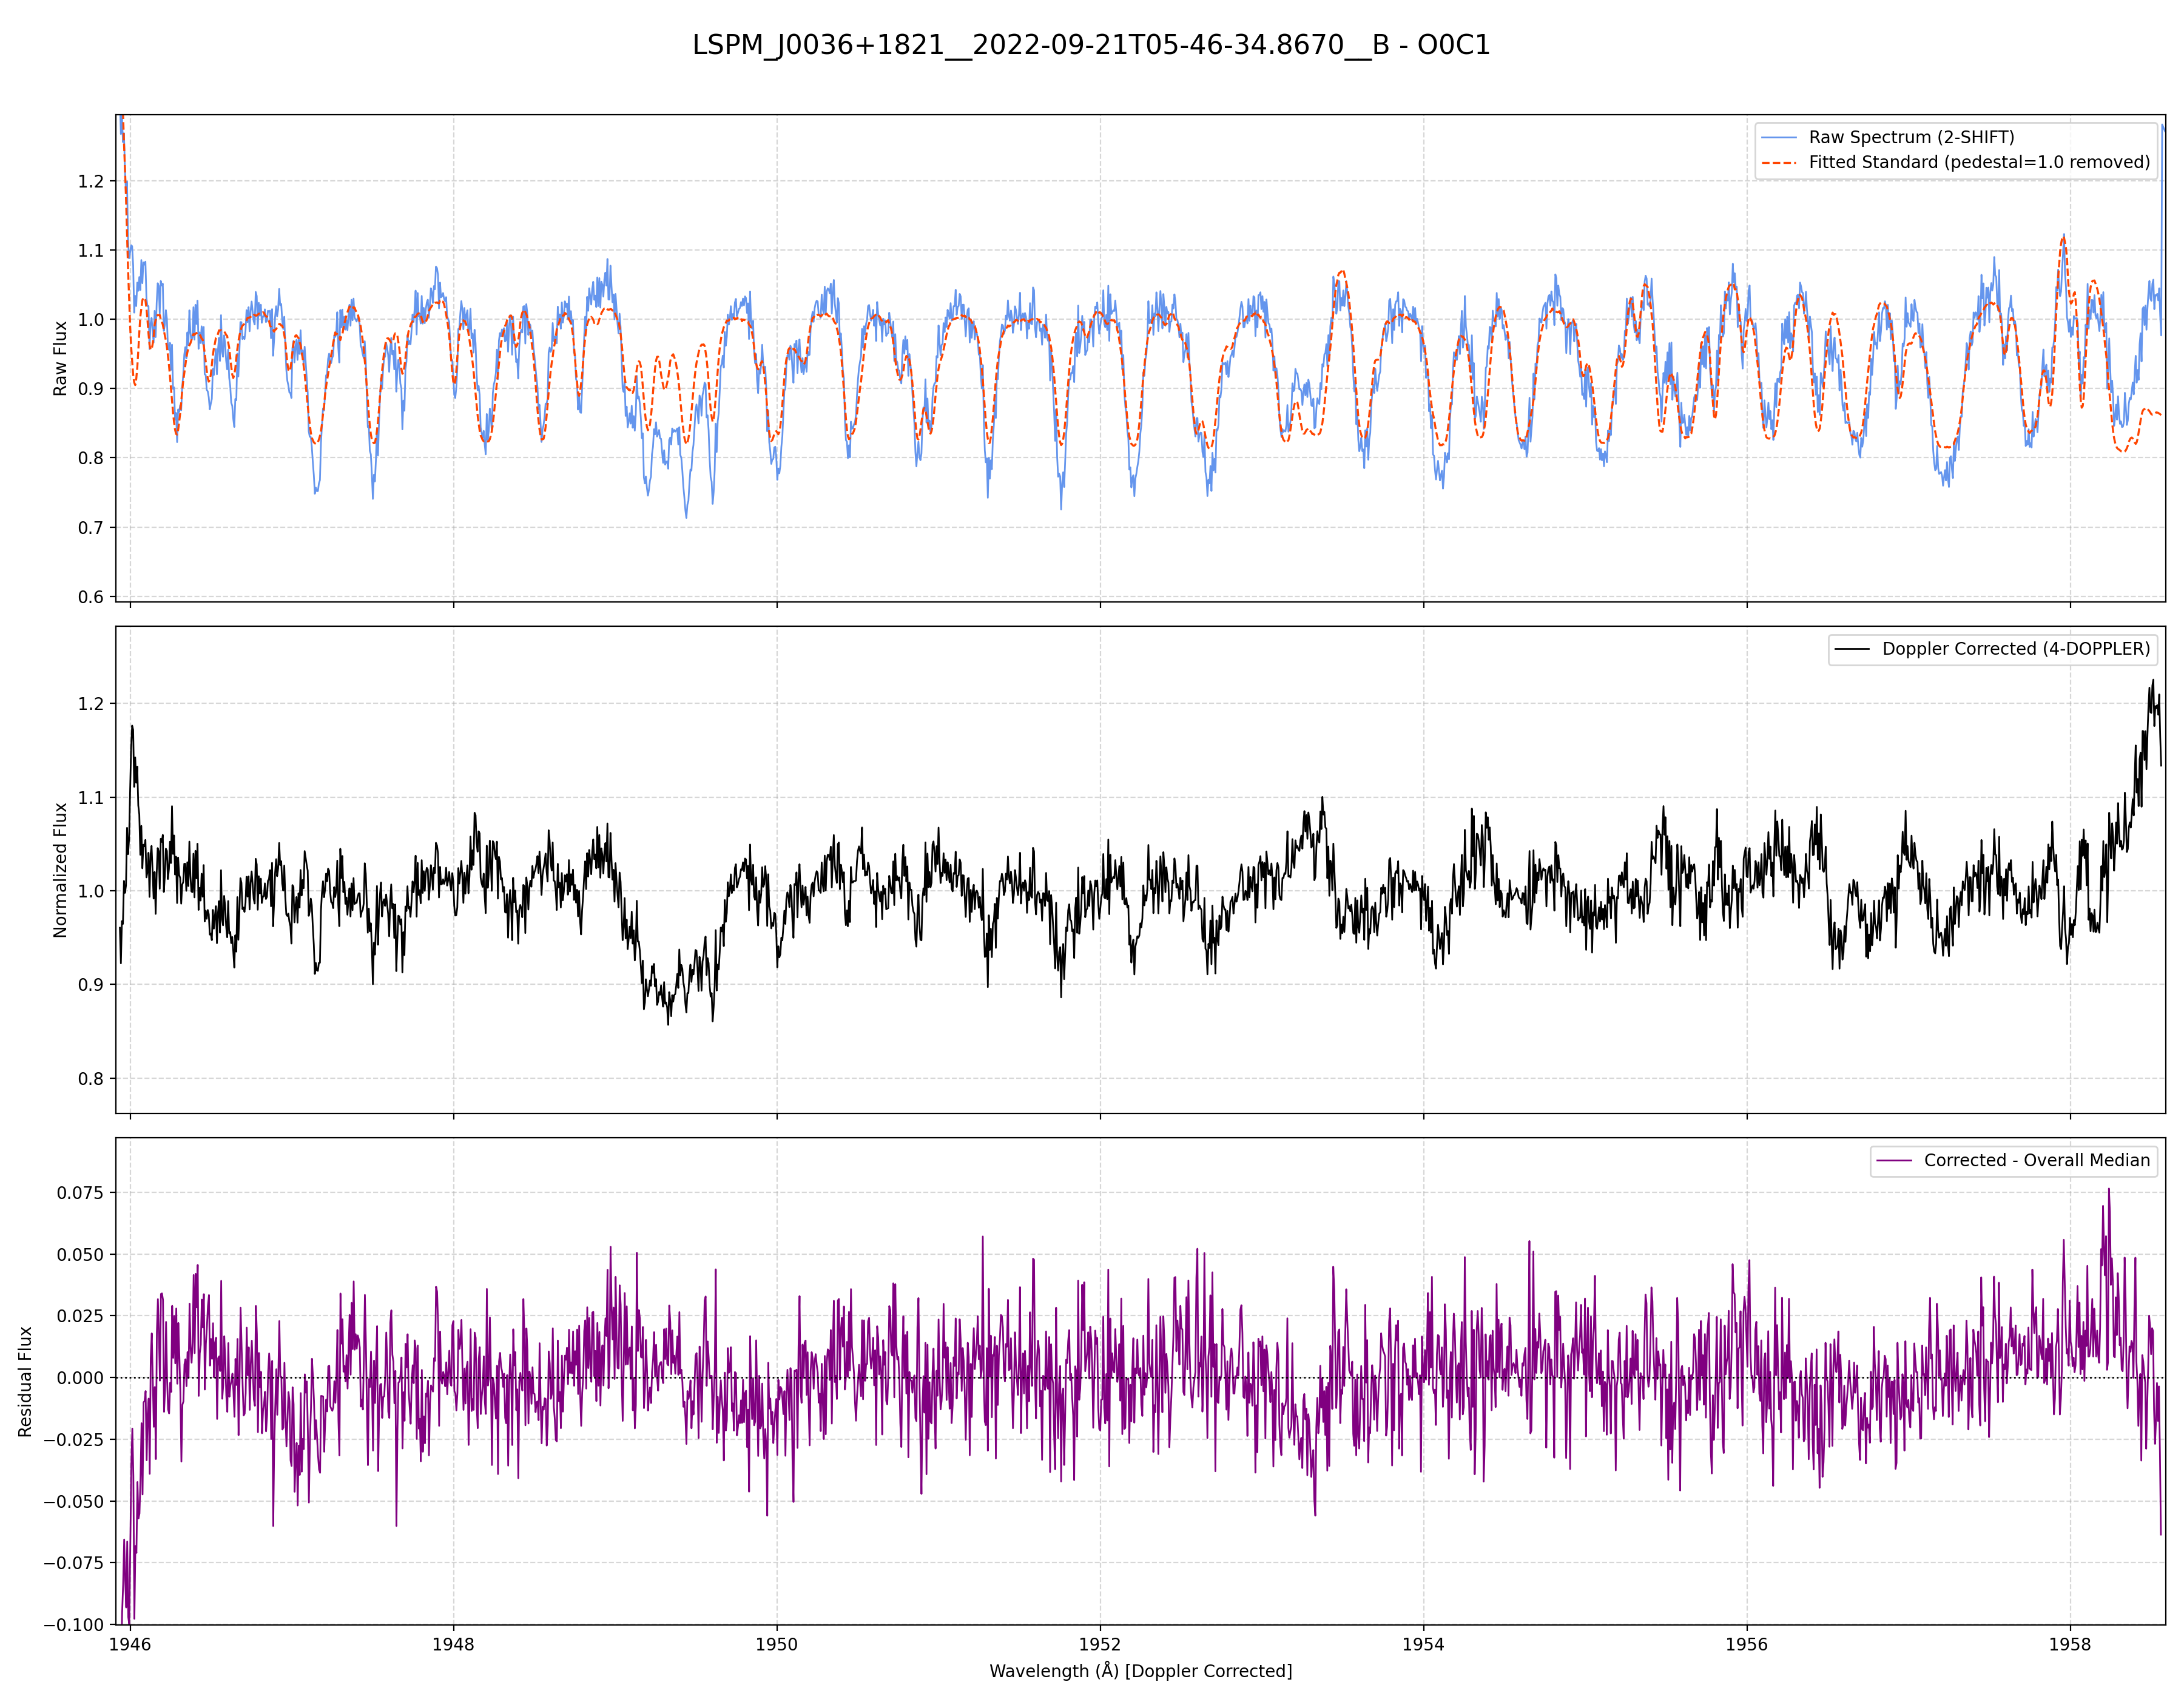 LSPM_J0036+1821__2022-09-21T05-46-34.8670__B - O0C1
Raw Spectrum (2-SHIFT)
Fitted Standard (pedestal=1.0 removed)
1.2
1.1
1.0
0.9
0.8
0.7
0.6
Raw Flux
Doppler Corrected (4-DOPPLER)
1.2
1.1
1.0
0.9
0.8
Normalized Flux
Corrected - Overall Median
0.075
0.050
0.025
0.000
−0.025
−0.050
−0.075
−0.100
Residual Flux
1946 1948 1950 1952 1954 1956 1958
Wavelength (Å) [Doppler Corrected]